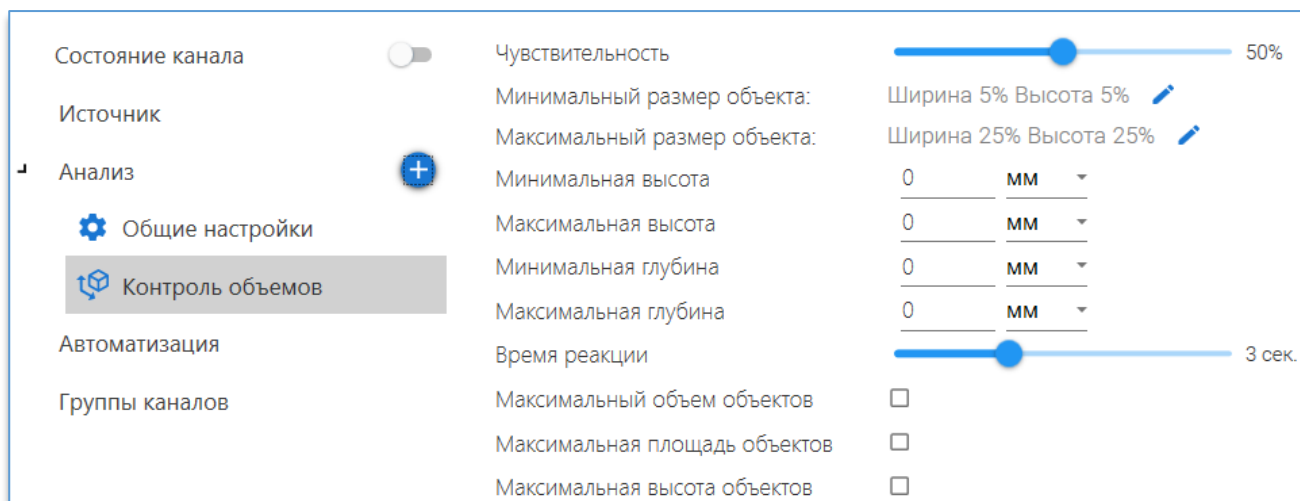 Состояние канала
Источник
Анализ
Общие настройки
Контроль объемов
Автоматизация
Группы каналов
Чувствительность 50%
Минимальный размер объекта: Ширина 5% Высота 5%
Максимальный размер объекта: Ширина 25% Высота 25%
Минимальная высота 0 мм
Максимальная высота 0 мм
Минимальная глубина 0 мм
Максимальная глубина 0 мм
Время реакции 3 сек.
Максимальный объем объектов
Максимальная площадь объектов
Максимальная высота объектов